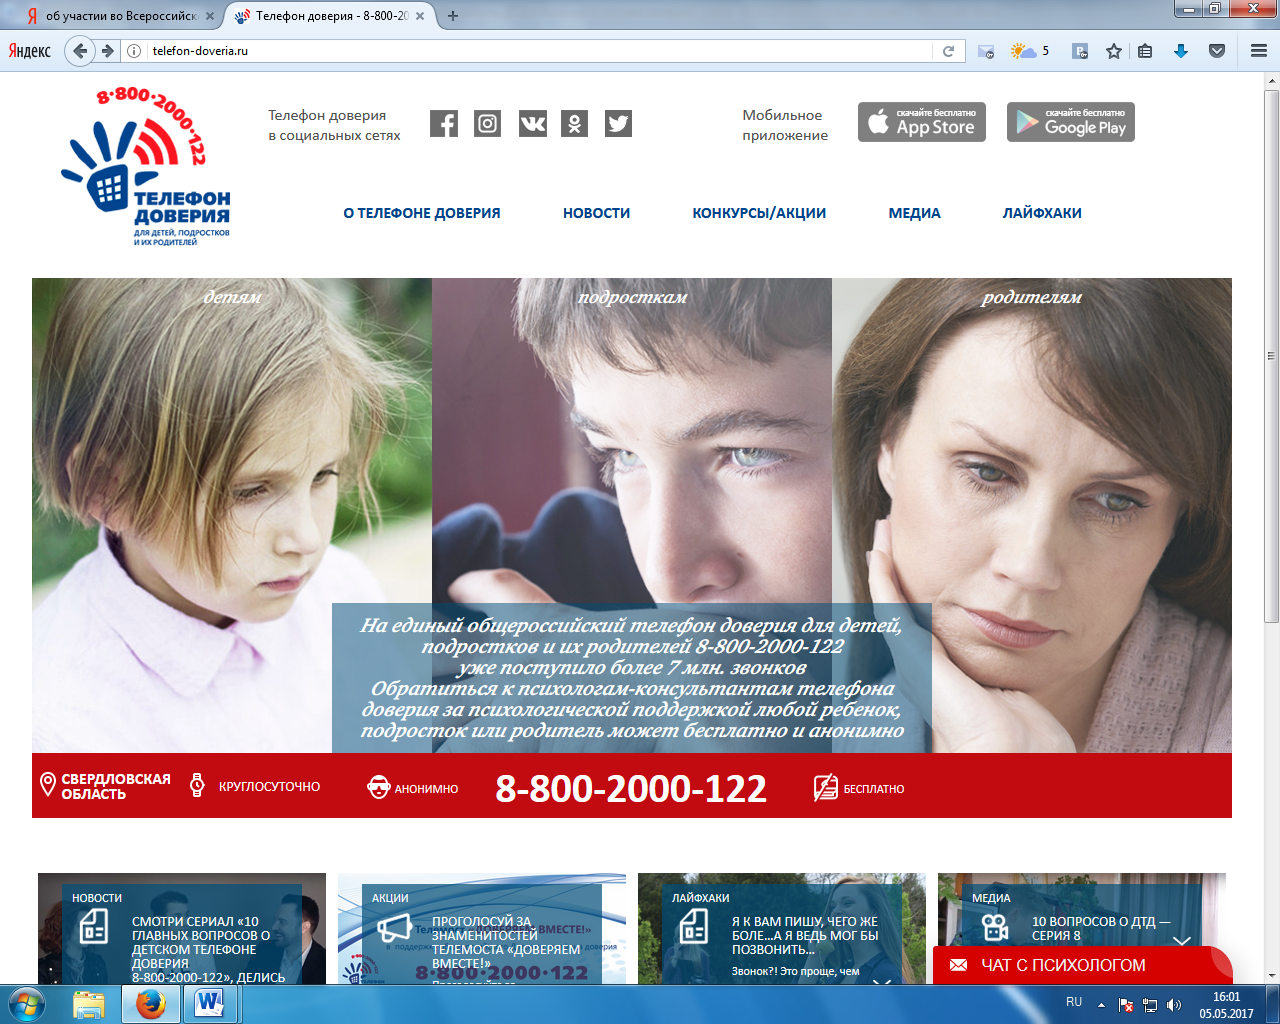 об участии во Всероссийск
Телефон доверия - 8-800-20
Яндекс
telefon-doveria.ru
5
8-800-2000-122
ТЕЛЕФОН
ДОВЕРИЯ
ДЛЯ ДЕТЕЙ, ПОДРОСТКОВ
И ИХ РОДИТЕЛЕЙ
Телефон доверия
в социальных сетях
Мобильное
приложение
скачайте бесплатно
App Store
скачайте бесплатно
Google Play
О ТЕЛЕФОНЕ ДОВЕРИЯ
НОВОСТИ
КОНКУРСЫ/АКЦИИ
МЕДИА
ЛАЙФХАКИ
детям
подросткам
родителям
На единый общероссийский телефон доверия для детей,
подростков и их родителей 8-800-2000-122
уже поступило более 7 млн. звонков
Обратиться к психологам-консультантам телефона
доверия за психологической поддержкой любой ребенок,
подросток или родитель может бесплатно и анонимно
СВЕРДЛОВСКАЯ
ОБЛАСТЬ
КРУГЛОСУТОЧНО
АНОНИМНО
8-800-2000-122
БЕСПЛАТНО
НОВОСТИ
СМОТРИ СЕРИАЛ «10
ГЛАВНЫХ ВОПРОСОВ О
ДЕТСКОМ ТЕЛЕФОНЕ
ДОВЕРИЯ
8-800-2000-122», ДЕЛИСЬ
АКЦИИ
ПРОГОЛОСУЙ ЗА
ЗНАМЕНИТОСТЕЙ
ТЕЛЕМОСТА «ДОВЕРЯЕМ
ВМЕСТЕ!»
8-800-2000-122
ЛАЙФХАКИ
Я К ВАМ ПИШУ, ЧЕГО ЖЕ
БОЛЕ...А Я ВЕДЬ МОГ БЫ
ПОЗВОНИТЬ...
Звонок?! Это проще, чем
МЕДИА
10 ВОПРОСОВ О ДТД —
СЕРИЯ 8
ЧАТ С ПСИХОЛОГОМ
RU
16:01
05.05.2017